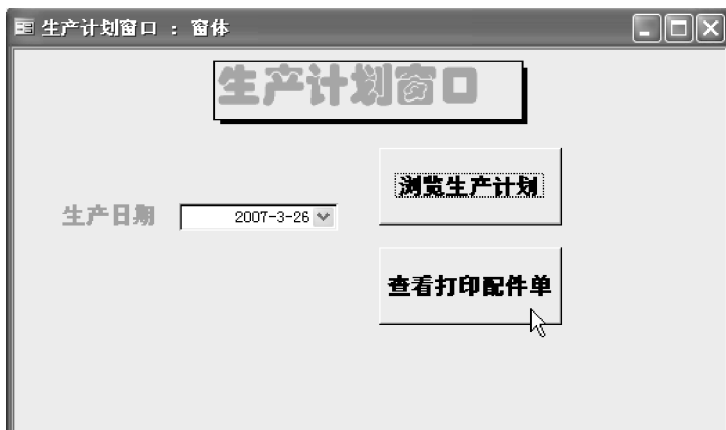 生产计划窗口 : 窗体
生产计划窗口
浏览生产计划
生产日期 2007-3-26
查看打印配件单